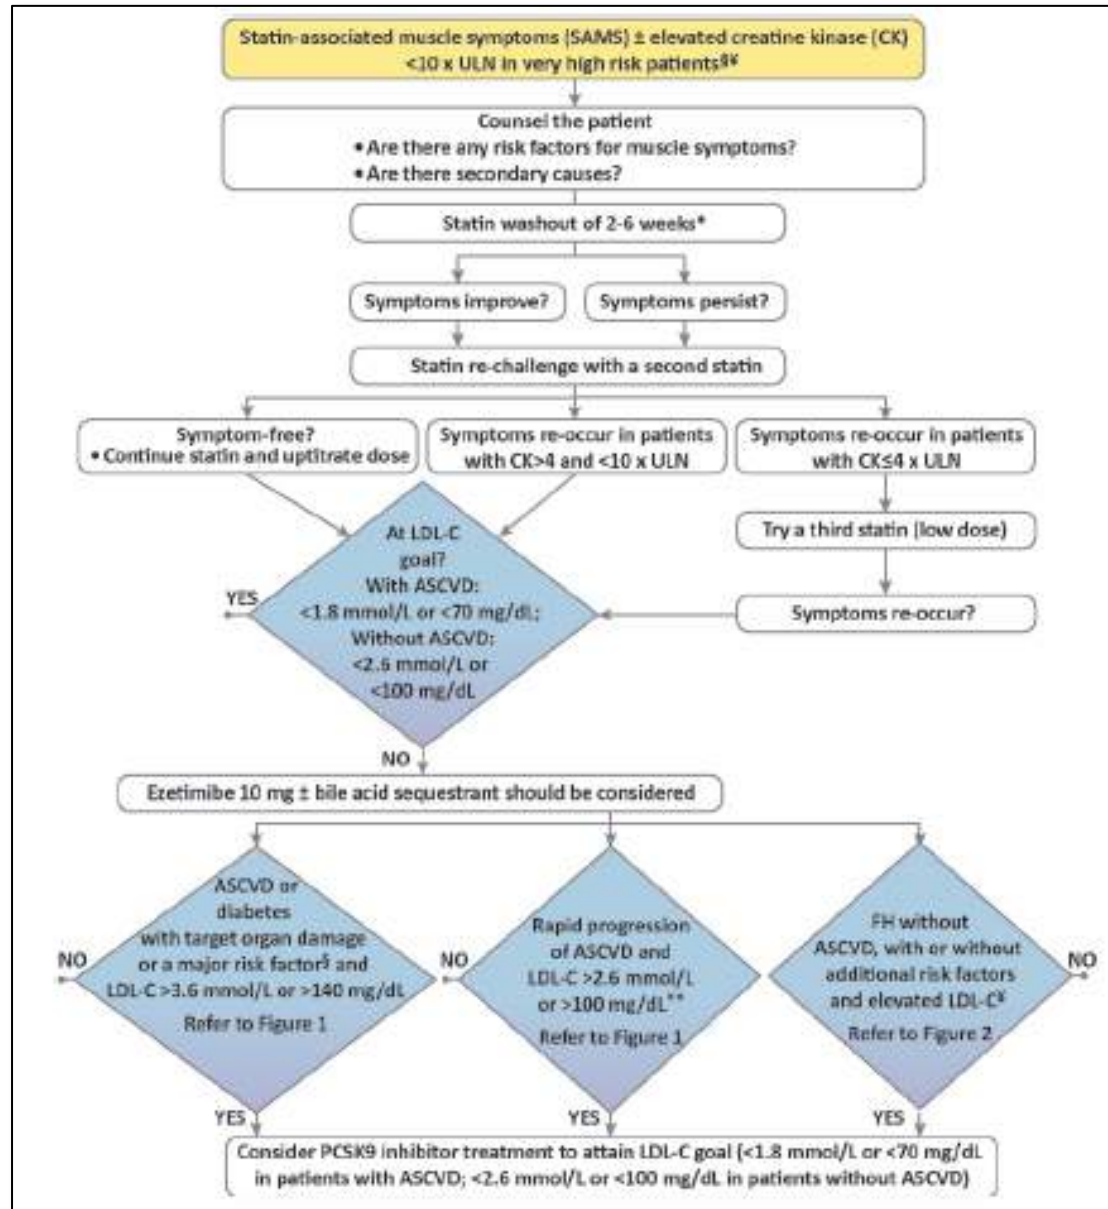 Statin-associated muscle symptoms (SAMS) ± elevated creatine kinase (CK)
<10 x ULN in very high risk patients§¥
Counsel the patient
• Are there any risk factors for muscle symptoms?
• Are there secondary causes?
Statin washout of 2-6 weeks*
Symptoms improve?
Symptoms persist?
Statin re-challenge with a second statin
Symptom-free?
• Continue statin and uptitrate dose
Symptoms re-occur in patients
with CK>4 and <10 x ULN
Symptoms re-occur in patients
with CK≤4 x ULN
Try a third statin (low dose)
Symptoms re-occur?
At LDL-C
goal?
With ASCVD:
<1.8 mmol/L or <70 mg/dL;
Without ASCVD:
<2.6 mmol/L or
<100 mg/dL
YES
NO
Ezetimibe 10 mg ± bile acid sequestrant should be considered
ASCVD or
diabetes
with target organ damage
or a major risk factor§ and
LDL-C >3.6 mmol/L or >140 mg/dL
Refer to Figure 1
NO
YES
Rapid progression
of ASCVD and
LDL-C >2.6 mmol/L
or >100 mg/dL**
Refer to Figure 1
NO
YES
FH without
ASCVD, with or without
additional risk factors
and elevated LDL-C¥
Refer to Figure 2
NO
YES
Consider PCSK9 inhibitor treatment to attain LDL-C goal (<1.8 mmol/L or <70 mg/dL
in patients with ASCVD; <2.6 mmol/L or <100 mg/dL in patients without ASCVD)